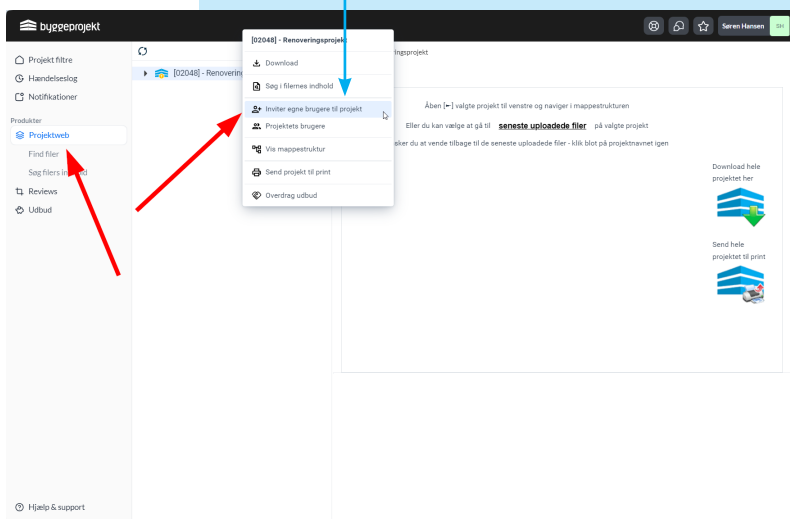 byggeprojekt
Søren Hansen
SH
Projekt filtre
Hændelseslog
Notifikationer
Produkter
Projektweb
Find filer
Søg filers
Reviews
Udbud
Hjælp & support
[02048] - Renovering
[02048] - Renoveringsprojekt
Download
Søg i filernes indhold
Inviter egne brugere til projekt
Projektets brugere
Vis mappestruktur
Send projekt til print
Overdrag udbud
ringsprojekt
Åben [←] valgte projekt til venstre og naviger i mappestrukturen
Eller du kan vælge at gå til seneste uploadede filer på valgte projekt
sker du at vende tilbage til de seneste uploadede filer - klik blot på projektnavnet igen
Download hele
projektet her
Send hele
projektet til print